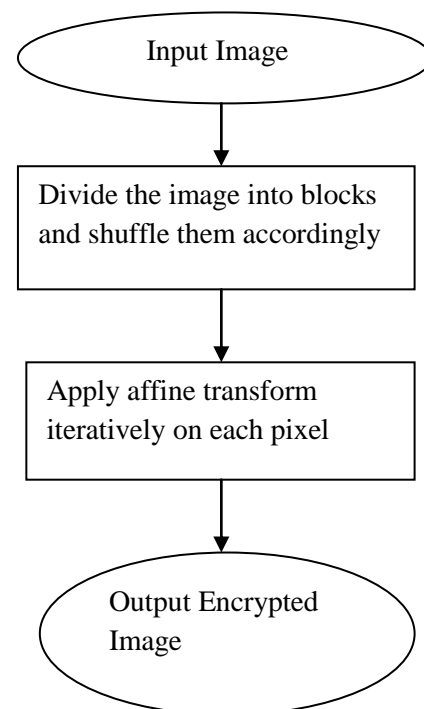 Input Image
Divide the image into blocks
and shuffle them accordingly
Apply affine transform
iteratively on each pixel
Output Encrypted
Image